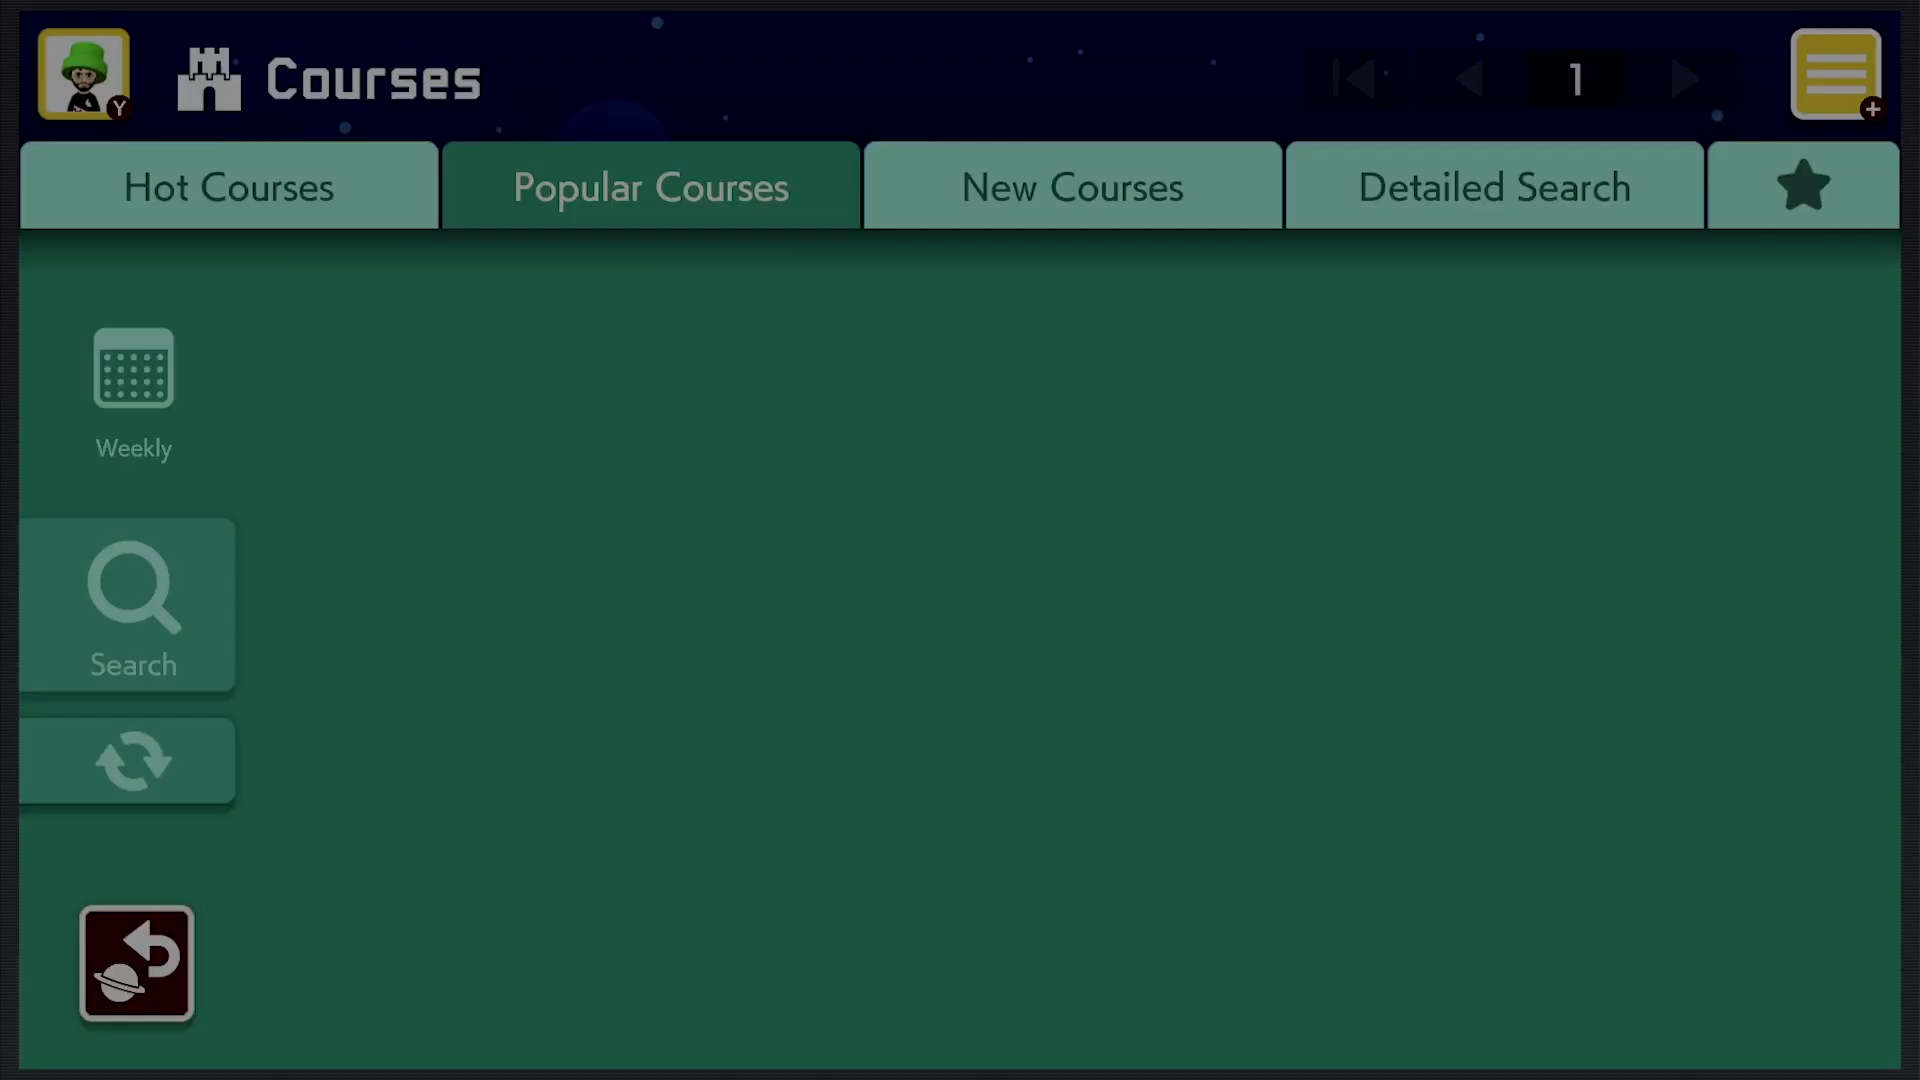 Y
Courses
1
+
Hot Courses
Popular Courses
New Courses
Detailed Search
Weekly
Search